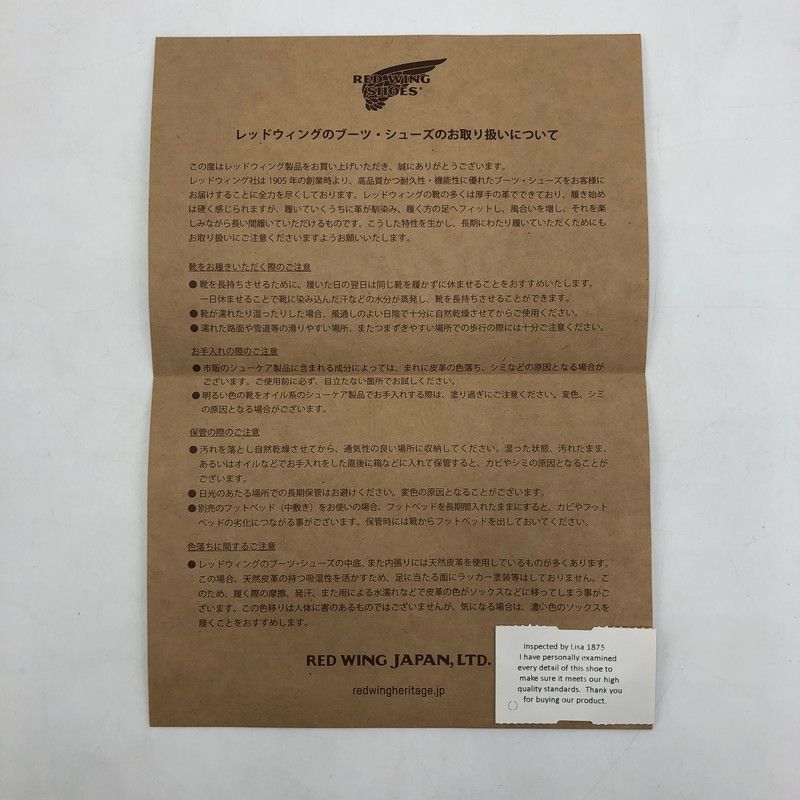 RED WING
SHOES
レッドウィングのブーツ・シューズのお取り扱いについて
この度はレッドウィング製品をお買い上げいただき、誠にありがとうございます。
レッドウィング社は 1905 年の創業時より、高品質かつ耐久性・機能性に優れたブーツ・シューズをお客様に
お届けすることに全力を尽くしております。レッドウィングの靴の多くは厚手の革でできており、履き始め
は硬く感じられますが、履いていくうちに革が馴染み、履く方の足へフィットし、風合いを増し、それを楽
しみながら長い間履いていただけるものです。こうした特性を生かし、長期にわたり履いていただくためにも
お取り扱いにご注意くださいますようお願いいたします。
靴をお履きいただく際のご注意
● 靴を長持ちさせるために、履いた日の翌日は同じ靴を履かずに休ませることをおすすめいたします。
一日休ませることで靴に染み込んだ汗などの水分が蒸発し、靴を長持ちさせることができます。
● 靴が濡れたり湿ったりした場合、風通しのよい日陰で十分に自然乾燥させてからご使用ください。
● 濡れた路面や雪道等の滑りやすい場所、またつまずきやすい場所での歩行の際には十分ご注意ください。
お手入れの際のご注意
● 市販のシューケア製品に含まれる成分によっては、まれに皮革の色落ち、シミなどの原因となる場合が
ございます。ご使用前に必ず、目立たない箇所でお試しください。
● 明るい色の靴をオイル系のシューケア製品でお手入れする際は、塗り過ぎにご注意ください。変色、シミ
の原因となる場合がございます。
保管の際のご注意
● 汚れを落とし自然乾燥させてから、通気性の良い場所に収納してください。湿った状態、汚れたまま、
あるいはオイルなどでお手入れをした直後に箱などに入れて保管すると、カビやシミの原因となることが
ございます。
● 日光のあたる場所での長期保管はお避けください。変色の原因となることがございます。
● 別売のフットベッド（中敷き）をお使いの場合、フットベッドを長期間入れたままにすると、カビやフット
ベッドの劣化につながる事がございます。保管時には靴からフットベッドを出しておいてください。
色落ちに関するご注意
● レッドウィングのブーツ・シューズの中底、また内張りには天然皮革を使用しているものが多くあります。
この場合、天然皮革の持つ吸湿性を活かすため、足に当たる面にラッカー塗装等はしておりません。こ
のため、履く際の摩擦、発汗、また雨による水濡れなどで皮革の色がソックスなどに移ってしまう事がご
ざいます。この色移りは人体に害のあるものではございませんが、気になる場合は、濃い色のソックスを
履くことをおすすめします。
RED WING JAPAN, LTD.
redwingheritage.jp
Inspected by Lisa 1875
I have personally examined
every detail of this shoe to
make sure it meets our high
quality standards. Thank you
for buying our product.